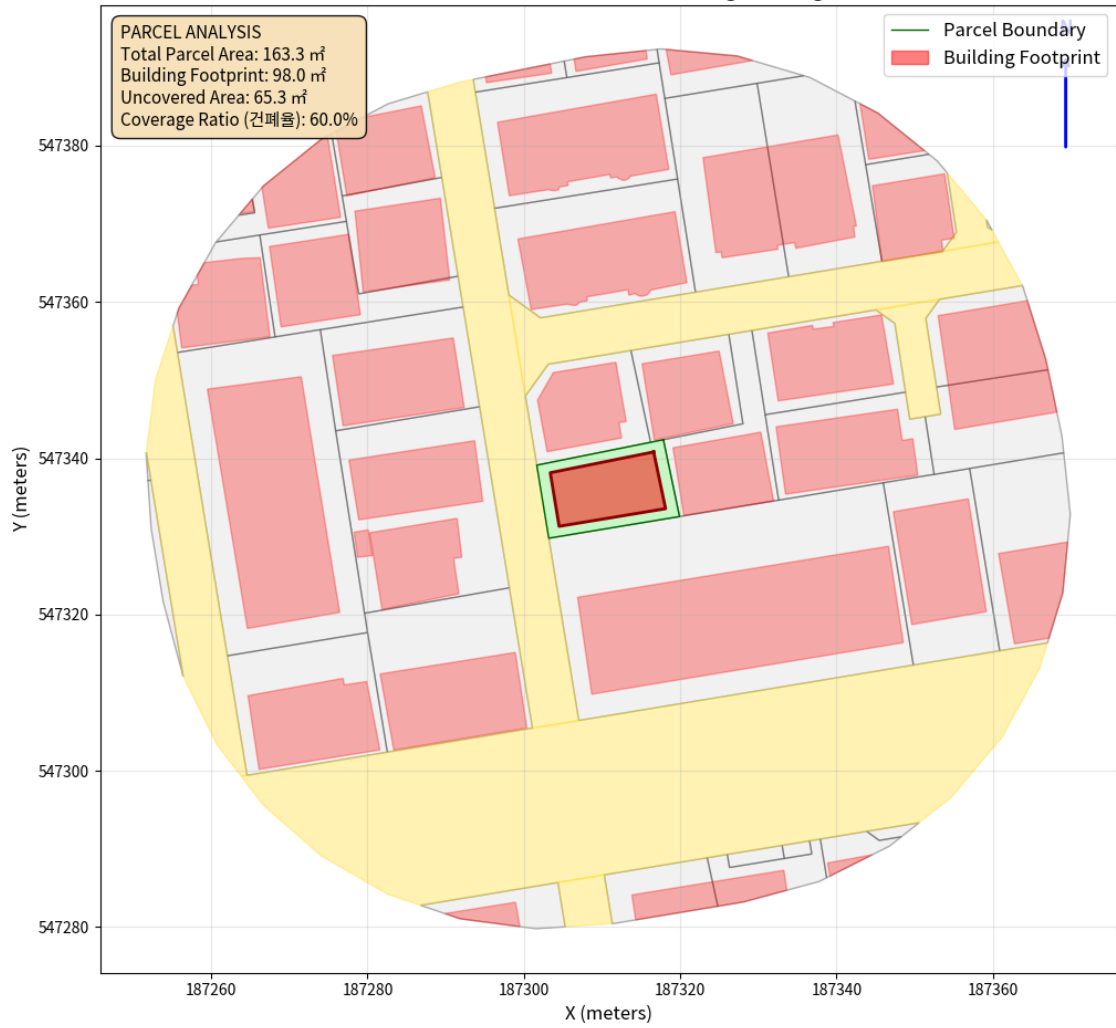 PARCEL ANALYSIS
Total Parcel Area: 163.3 ㎡
Building Footprint: 98.0 ㎡
Uncovered Area: 65.3 ㎡
Coverage Ratio (건폐율): 60.0%
Parcel Boundary
Building Footprint
N
547380
547360
547340
547320
547300
547280
Y (meters)
187260
187280
187300
187320
187340
187360
X (meters)